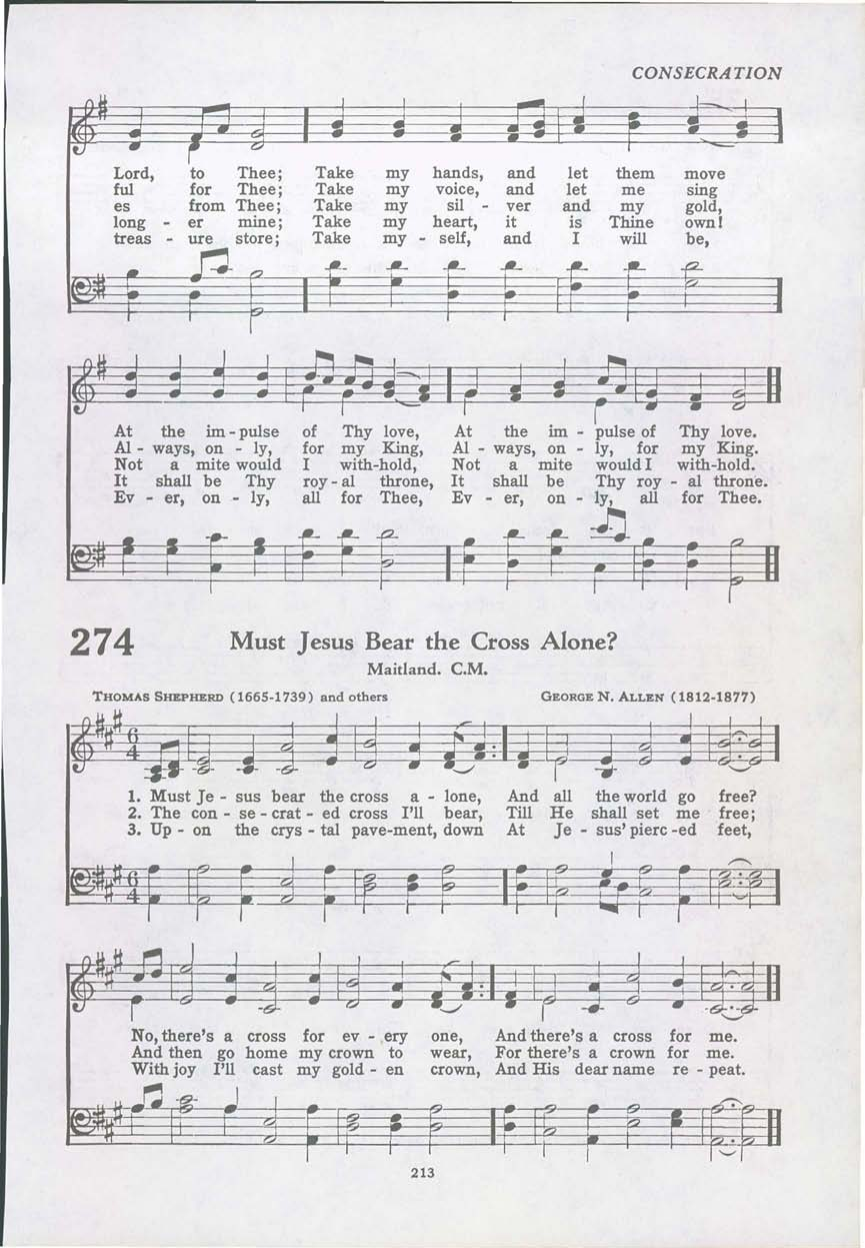 CONSECRATION
Lord, to Thee; Take my hands, and let them move
ful for Thee; Take my voice, and let me sing
es from Thee; Take my sil - ver and my gold,
long - er mine; Take my heart, it is Thine own!
treas - ure store; Take my - self, and I will be,
At the im - pulse of Thy love, At the im - pulse of Thy love.
Al - ways, on - ly, for my King, Al - ways, on - ly, for my King.
Not a mite would I with-hold, Not a mite would I with-hold.
It shall be Thy roy - al throne, It shall be Thy roy - al throne.
Ev - er, on - ly, all for Thee, Ev - er, on - ly, all for Thee.
274 Must Jesus Bear the Cross Alone?
Maitland. C.M.
THOMAS SHEPHERD (1665-1739) and others GEORGE N. ALLEN (1812-1877)
6
4
1. Must Je - sus bear the cross a - lone, And all the world go free?
2. The con - se - crat - ed cross I'll bear, Till He shall set me free;
3. Up - on the crys - tal pave-ment, down At Je - sus' pierc -ed feet,
6
4
No, there's a cross for ev - ery one, And there's a cross for me.
And then go home my crown to wear, For there's a crown for me.
With joy I'll cast my gold - en crown, And His dear name re - peat.
213